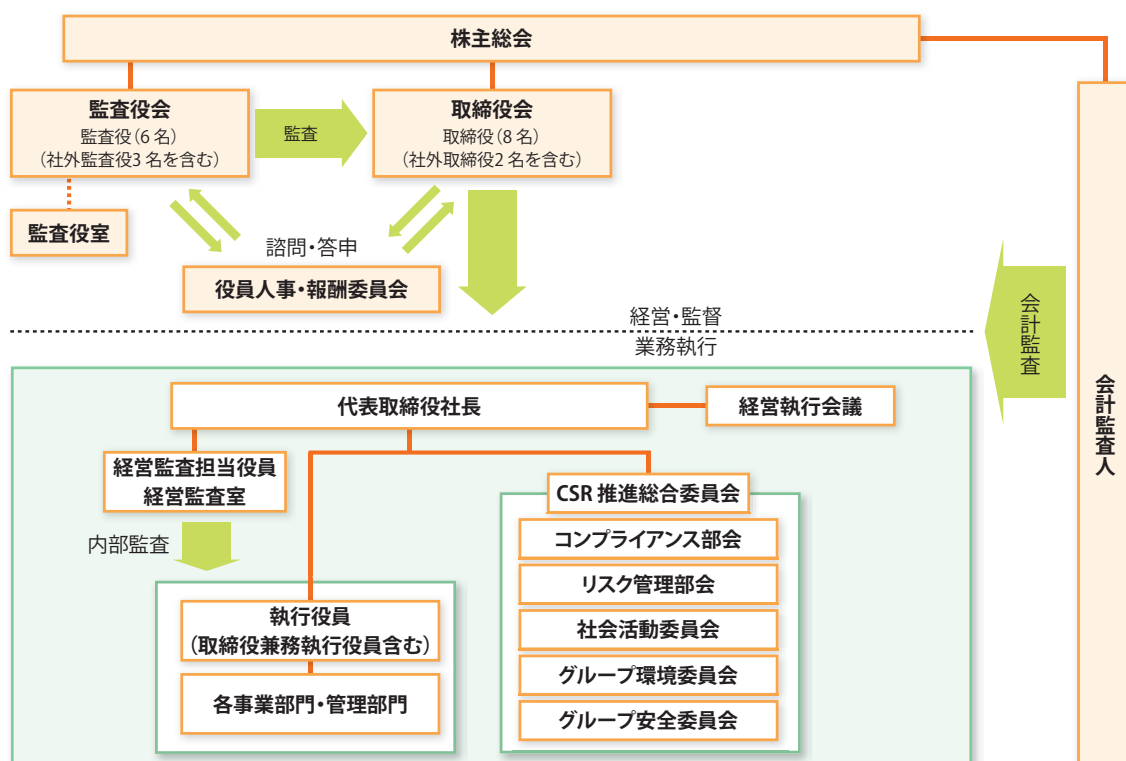 株主総会
監査役会
監査役(6名)
(社外監査役3名を含む)
監査
取締役会
取締役(8名)
(社外取締役2名を含む)
監査役室
諮問・答申
役員人事・報酬委員会
経営・監督
業務執行
会計監査
会計監査人
代表取締役社長
経営執行会議
経営監査担当役員
経営監査室
内部監査
執行役員
(取締役兼務執行役員含む)
各事業部門・管理部門
CSR 推進総合委員会
コンプライアンス部会
リスク管理部会
社会活動委員会
グループ環境委員会
グループ安全委員会